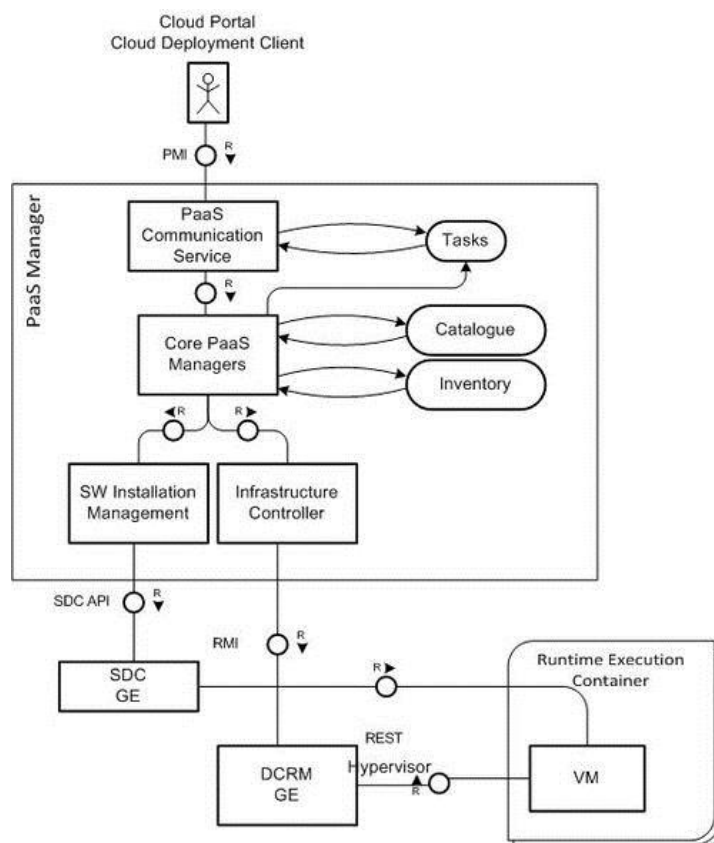 Cloud Portal
Cloud Deployment Client
PMI
R
PaaS Manager
PaaS
Communication
Service
Tasks
R
Core PaaS
Managers
Catalogue
Inventory
R
R
SW Installation
Management
Infrastructure
Controller
SDC API
R
RMI
R
SDC
GE
R
Runtime Execution
Container
REST
Hypervisor
R
DCRM
GE
VM